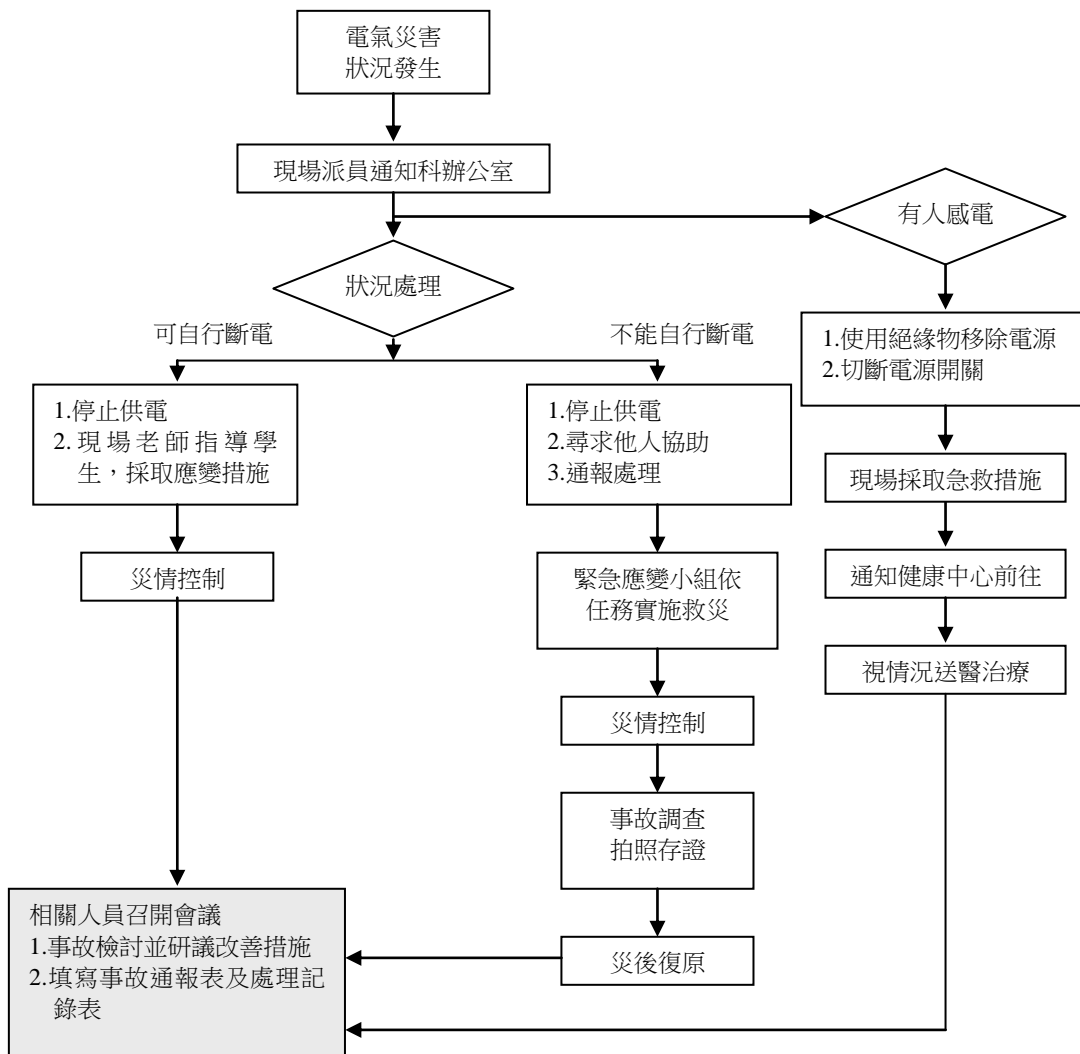 電氣災害
狀況發生
現場派員通知科辦公室
有人感電
狀況處理
可自行斷電
不能自行斷電
1.使用絕緣物移除電源
2.切斷電源開關
1.停止供電
2.現場老師指導學
生，採取應變措施
1.停止供電
2.尋求他人協助
3.通報處理
現場採取急救措施
災情控制
緊急應變小組依
任務實施救災
通知健康中心前往
視情況送醫治療
災情控制
事故調查
拍照存證
相關人員召開會議
1.事故檢討並研議改善措施
2.填寫事故通報表及處理記
錄表
災後復原